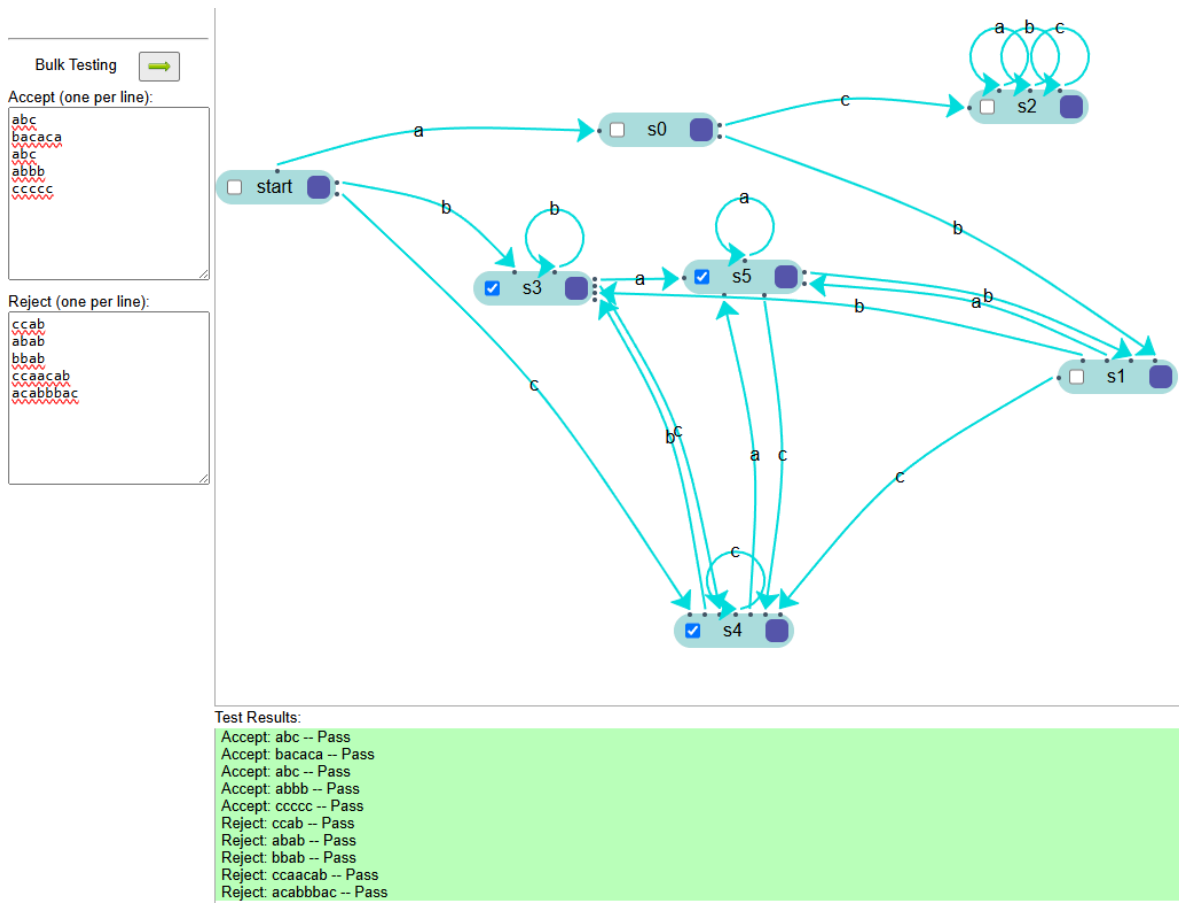 Bulk Testing
Accept (one per line):
abc
bacaca
abc
abbb
ccccc
Reject (one per line):
ccab
abab
bbab
ccaacab
acabbbac
a
b
c
s2
c
s0
a
start
b
b
a
b
s3
a
s5
a
b
b
s1
c
b
c
a
c
c
c
s4
Test Results:
Accept: abc -- Pass
Accept: bacaca -- Pass
Accept: abc -- Pass
Accept: abbb -- Pass
Accept: ccccc -- Pass
Reject: ccab -- Pass
Reject: abab -- Pass
Reject: bbab -- Pass
Reject: ccaacab -- Pass
Reject: acabbbac -- Pass